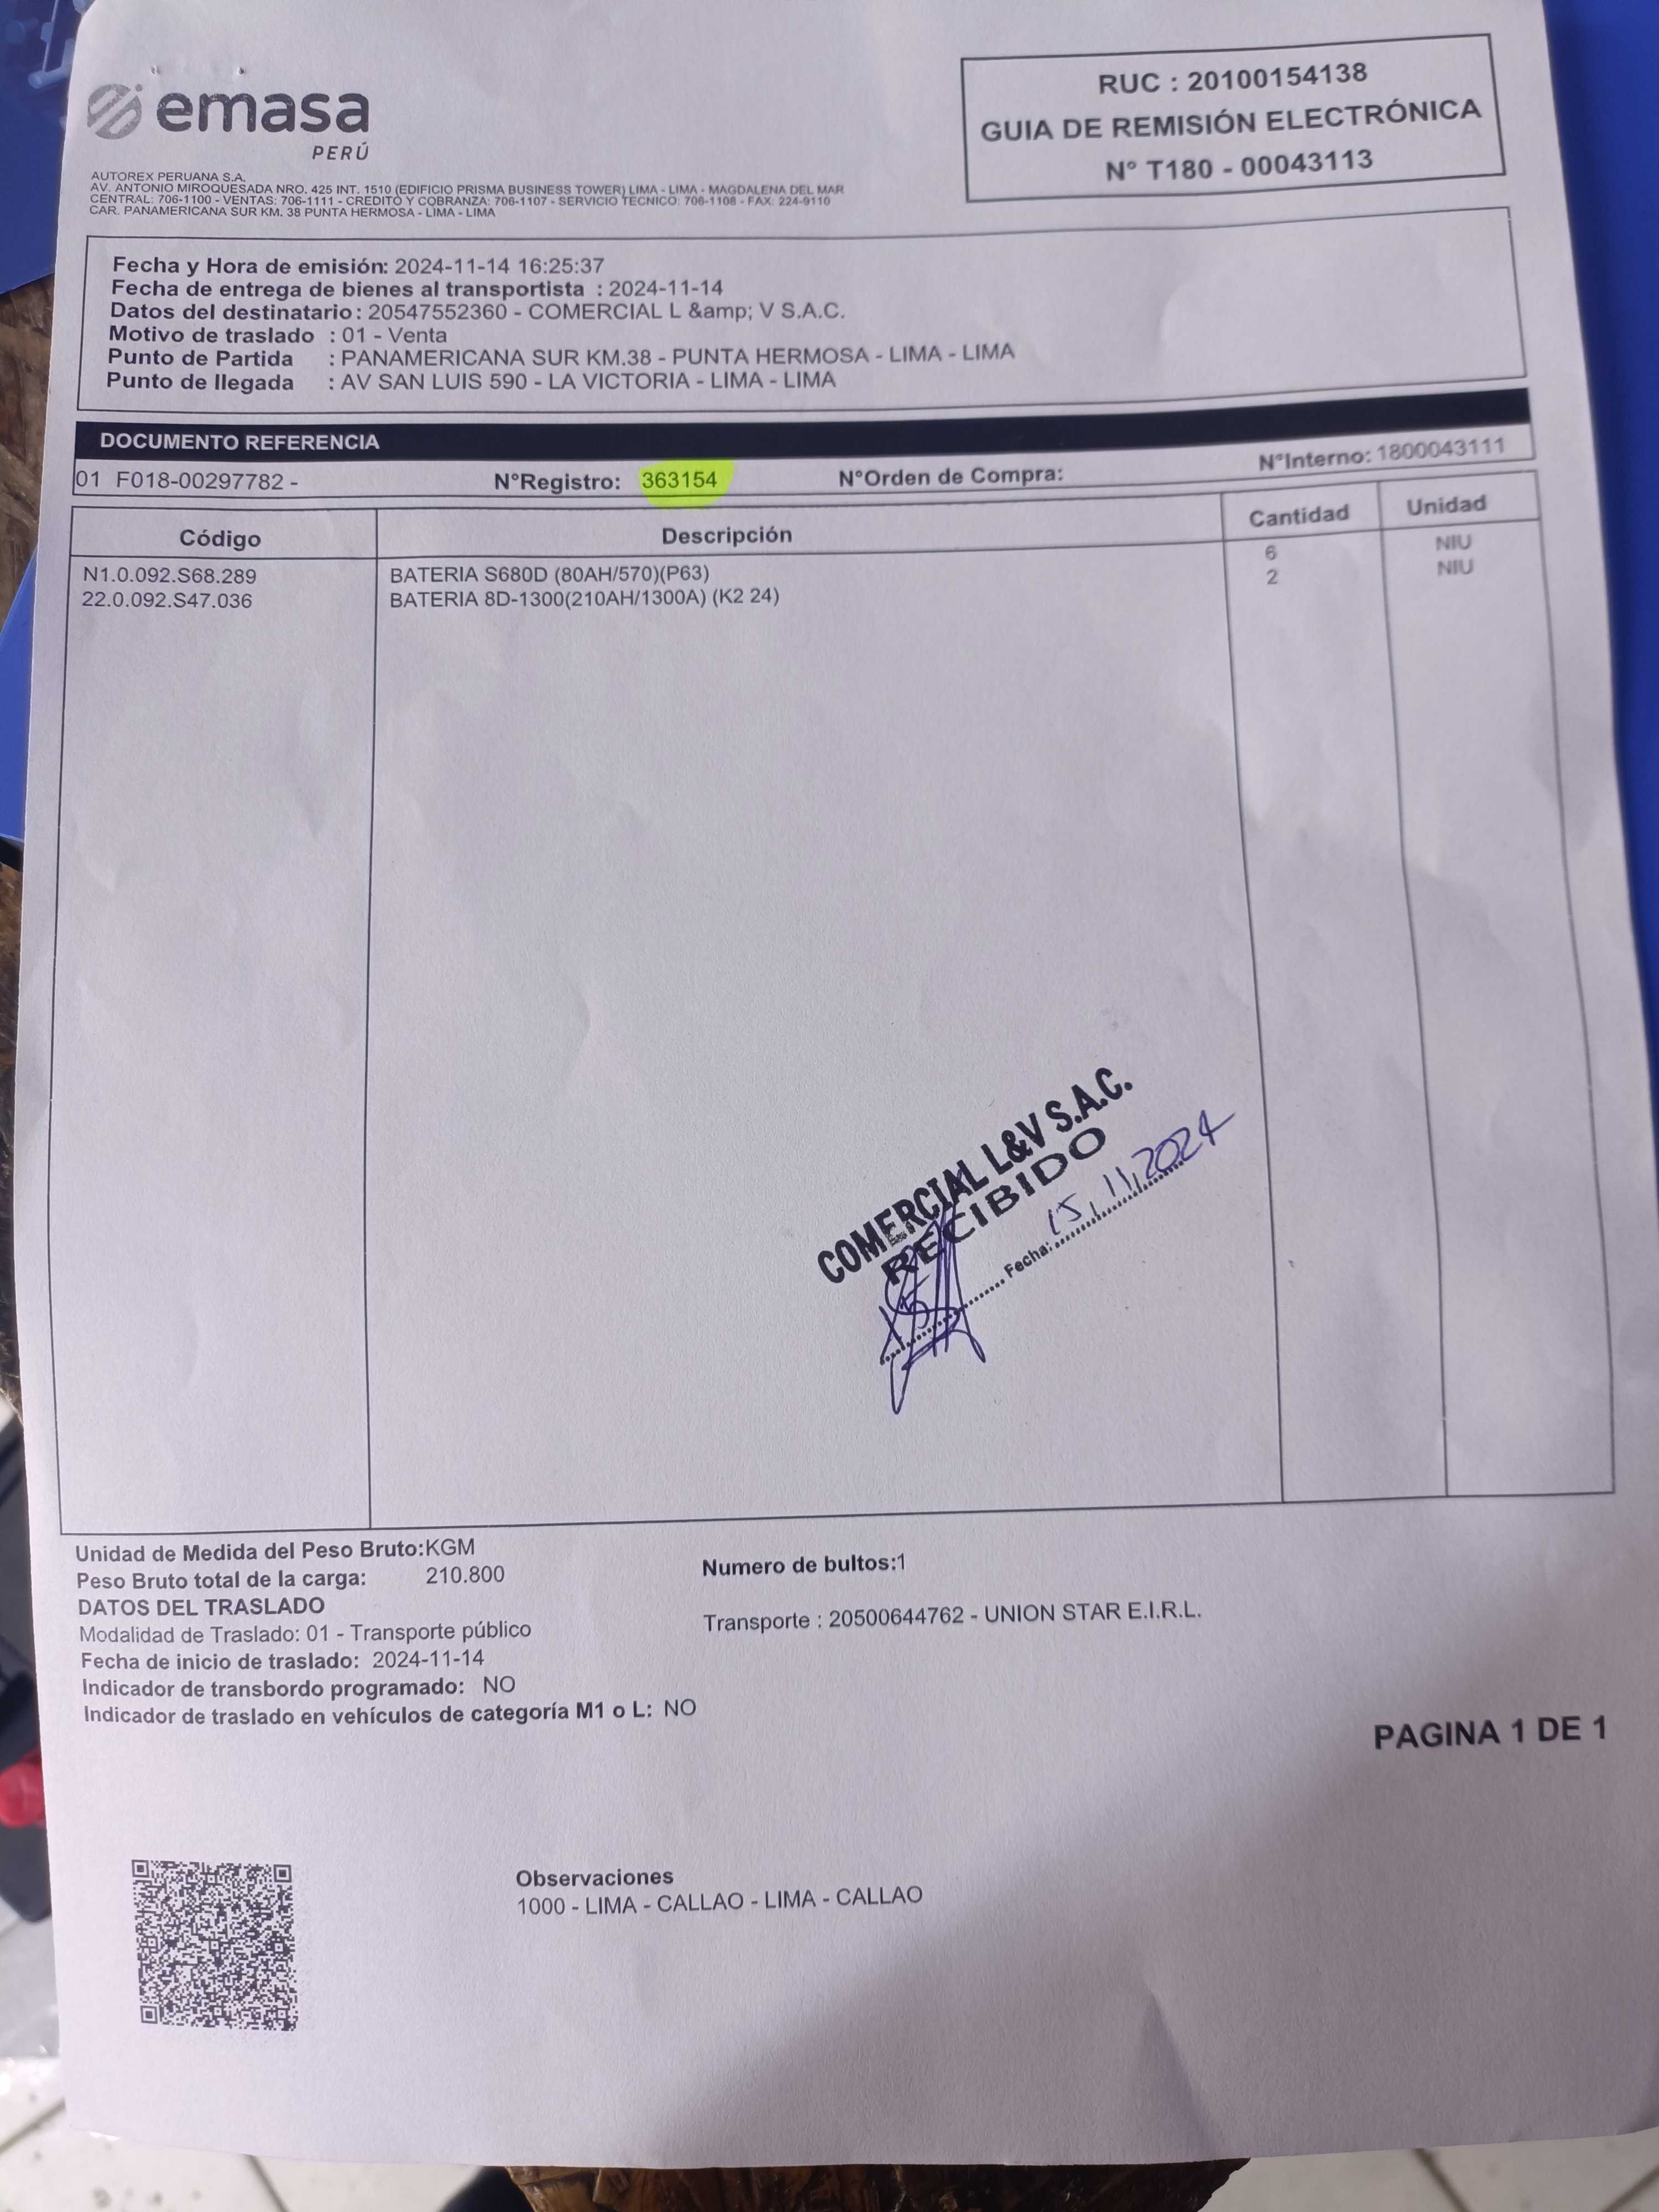 emasa
PERÚ
RUC : 20100154138
GUIA DE REMISIÓN ELECTRÓNICA
N° T180 - 00043113
AUTOREX PERUANA S.A.
AV. ANTONIO MIROQUESADA NRO. 425 INT. 1510 (EDIFICIO PRISMA BUSINESS TOWER) LIMA - LIMA - MAGDALENA DEL MAR
CENTRAL: 706-1100 - VENTAS: 706-1111 - CREDITO Y COBRANZA: 706-1107 - SERVICIO TECNICO: 706-1108 - FAX: 224-9110
CAR. PANAMERICANA SUR KM. 38 PUNTA HERMOSA - LIMA - LIMA
Fecha y Hora de emisión: 2024-11-14 16:25:37
Fecha de entrega de bienes al transportista : 2024-11-14
Datos del destinatario : 20547552360 - COMERCIAL L &amp; V S.A.C.
Motivo de traslado : 01 - Venta
Punto de Partida : PANAMERICANA SUR KM.38 - PUNTA HERMOSA - LIMA - LIMA
Punto de llegada : AV SAN LUIS 590 - LA VICTORIA - LIMA - LIMA
DOCUMENTO REFERENCIA
01 F018-00297782 - N°Registro: 363154 N°Orden de Compra: N°Interno: 1800043111
Código Descripción Cantidad Unidad
N1.0.092.S68.289 BATERIA S680D (80AH/570)(P63) 6 NIU
22.0.092.S47.036 BATERIA 8D-1300(210AH/1300A) (K2 24) 2 NIU
COMERCIAL L&V S.A.C.
RECIBIDO
Fecha: 15, 11, 2024
Unidad de Medida del Peso Bruto:KGM
Peso Bruto total de la carga: 210.800
Numero de bultos:1
DATOS DEL TRASLADO
Modalidad de Traslado: 01 - Transporte público
Transporte : 20500644762 - UNION STAR E.I.R.L.
Fecha de inicio de traslado: 2024-11-14
Indicador de transbordo programado: NO
Indicador de traslado en vehículos de categoría M1 o L: NO
PAGINA 1 DE 1
Observaciones
1000 - LIMA - CALLAO - LIMA - CALLAO